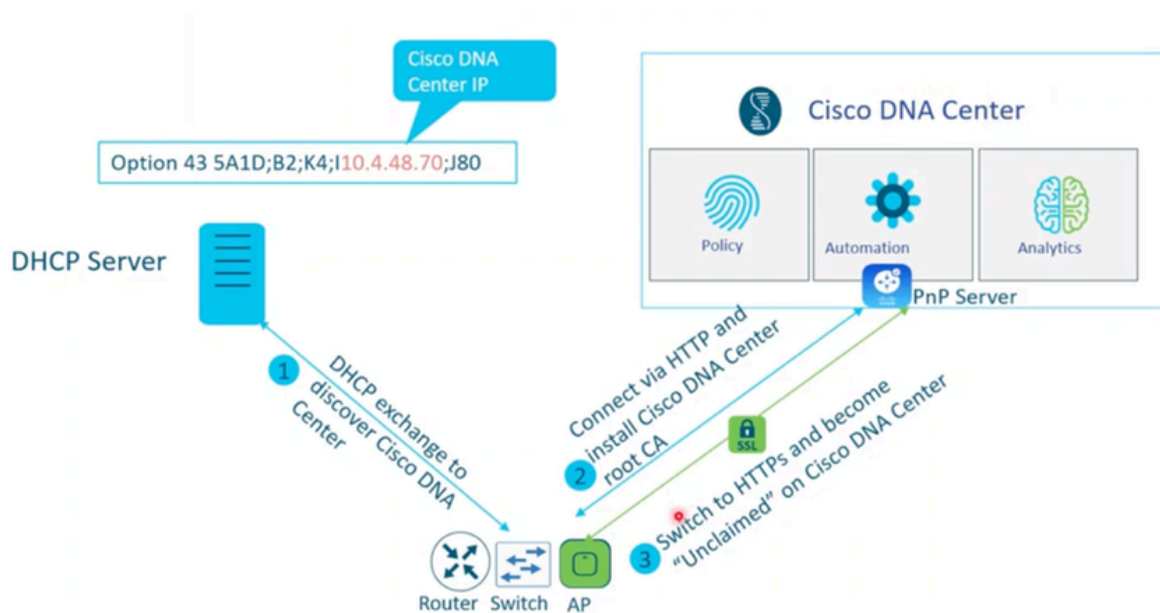 Cisco DNA
Center IP
Option 43 5A1D;B2;K4;I10.4.48.70;J80
DHCP Server
Cisco DNA Center
Policy
Automation
Analytics
PnP Server
1
DHCP exchange to
discover Cisco DNA
Center
2
Connect via HTTP and
install Cisco DNA Center
root CA
SSL
3
Switch to HTTPs and become
"Unclaimed" on Cisco DNA Center
Router
Switch
AP